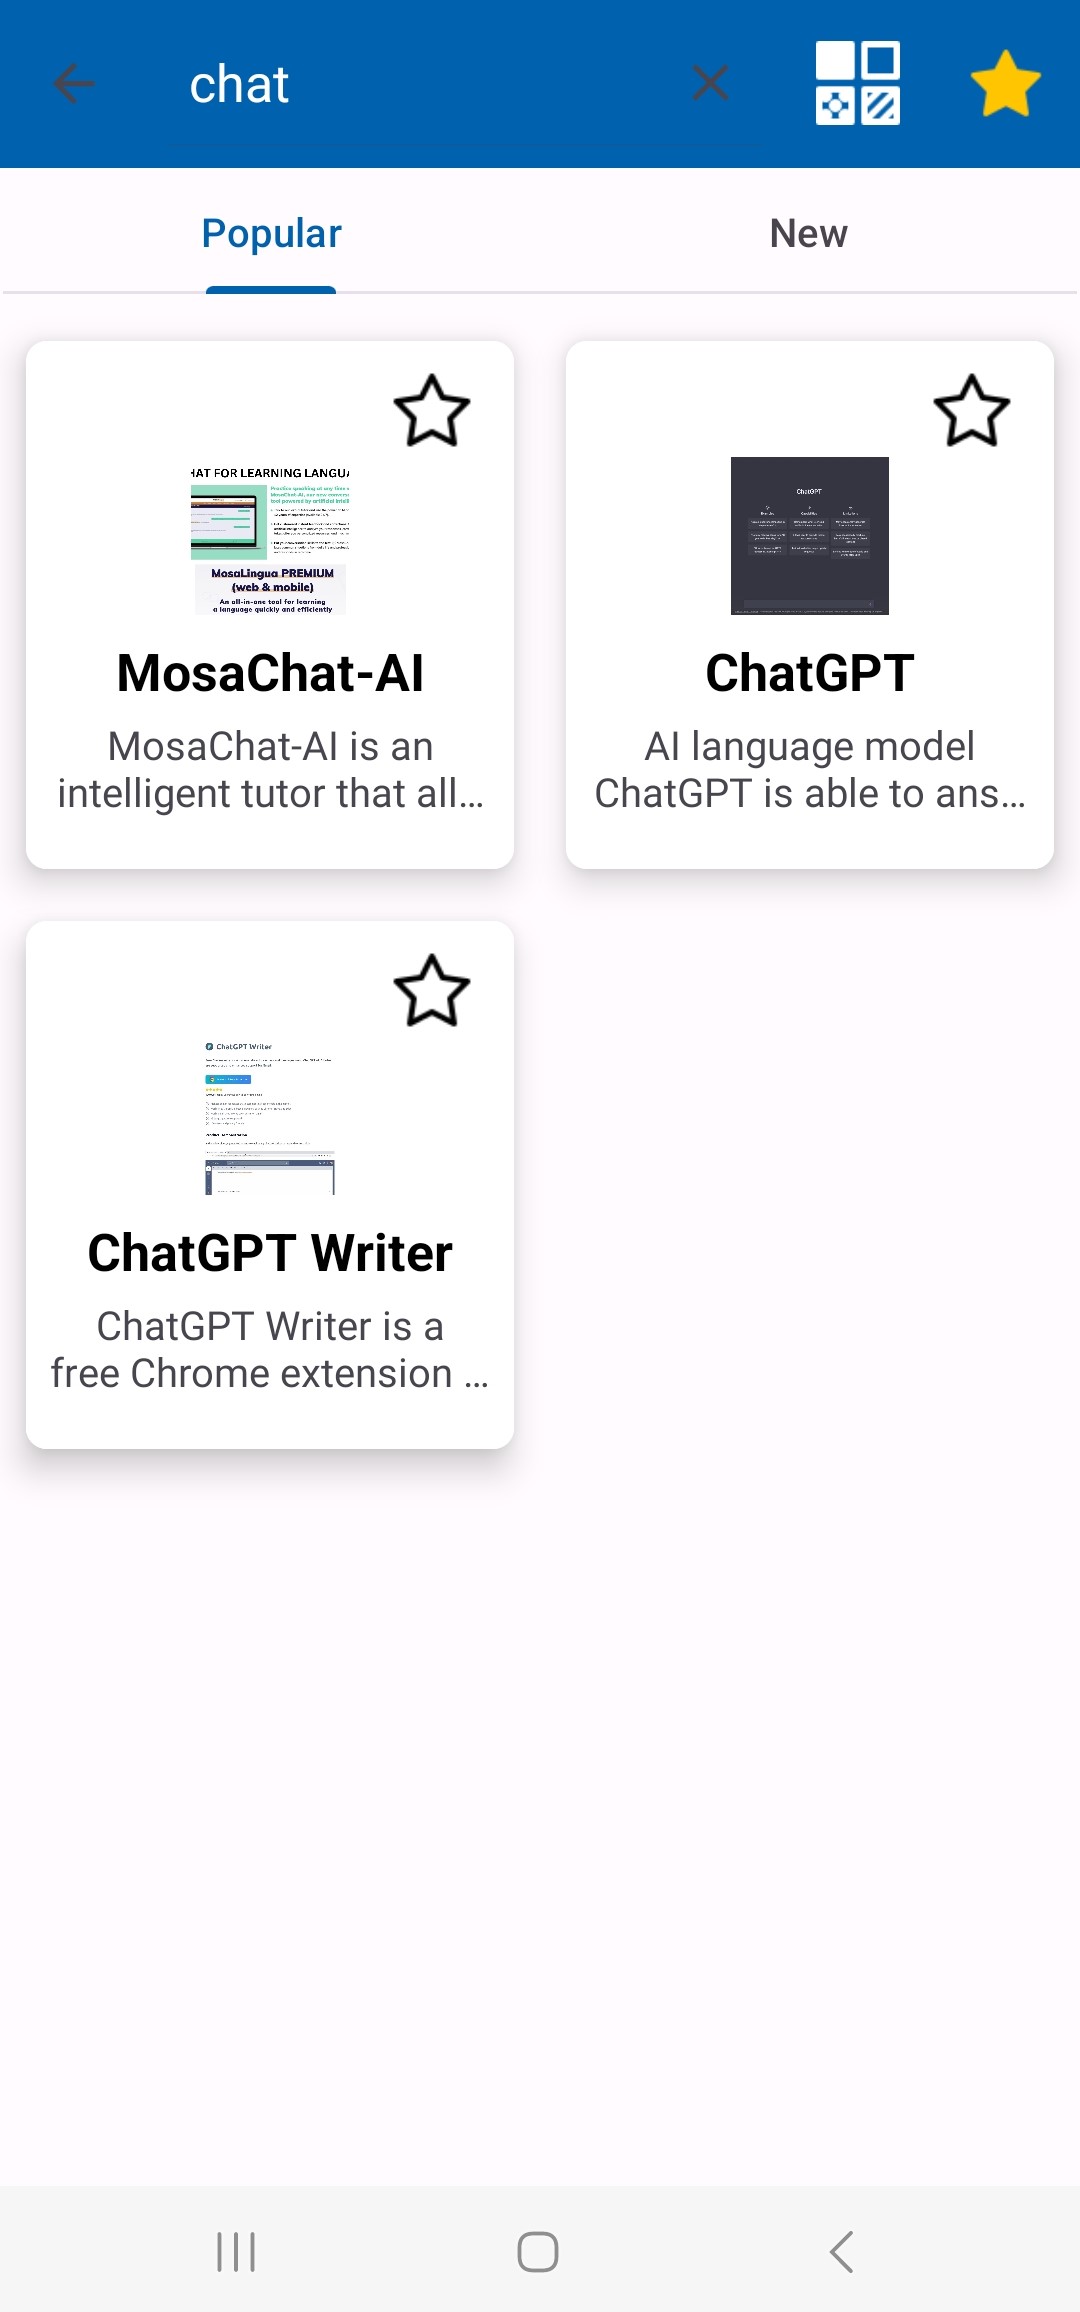 chat
Popular
New
HAT FOR LEARNING LANGUA
MosaLingua PREMIUM
(web & mobile)
An all-in-one tool for learning
a language quickly and efficiently
MosaChat-AI
MosaChat-AI is an
intelligent tutor that all...
ChatGPT
ChatGPT
AI language model
ChatGPT is able to ans...
ChatGPT Writer
ChatGPT Writer
ChatGPT Writer is a
free Chrome extension ...